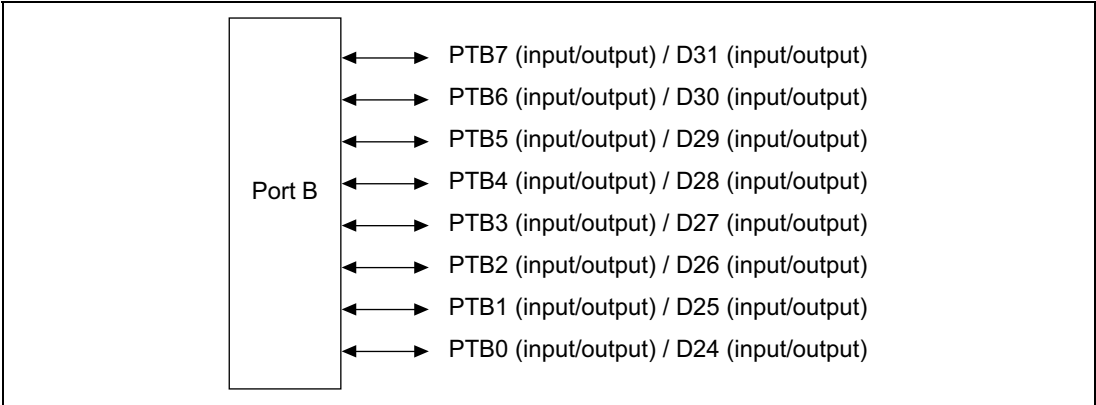 PTB7 (input/output) / D31 (input/output)
PTB6 (input/output) / D30 (input/output)
PTB5 (input/output) / D29 (input/output)
PTB4 (input/output) / D28 (input/output)
Port B
PTB3 (input/output) / D27 (input/output)
PTB2 (input/output) / D26 (input/output)
PTB1 (input/output) / D25 (input/output)
PTB0 (input/output) / D24 (input/output)